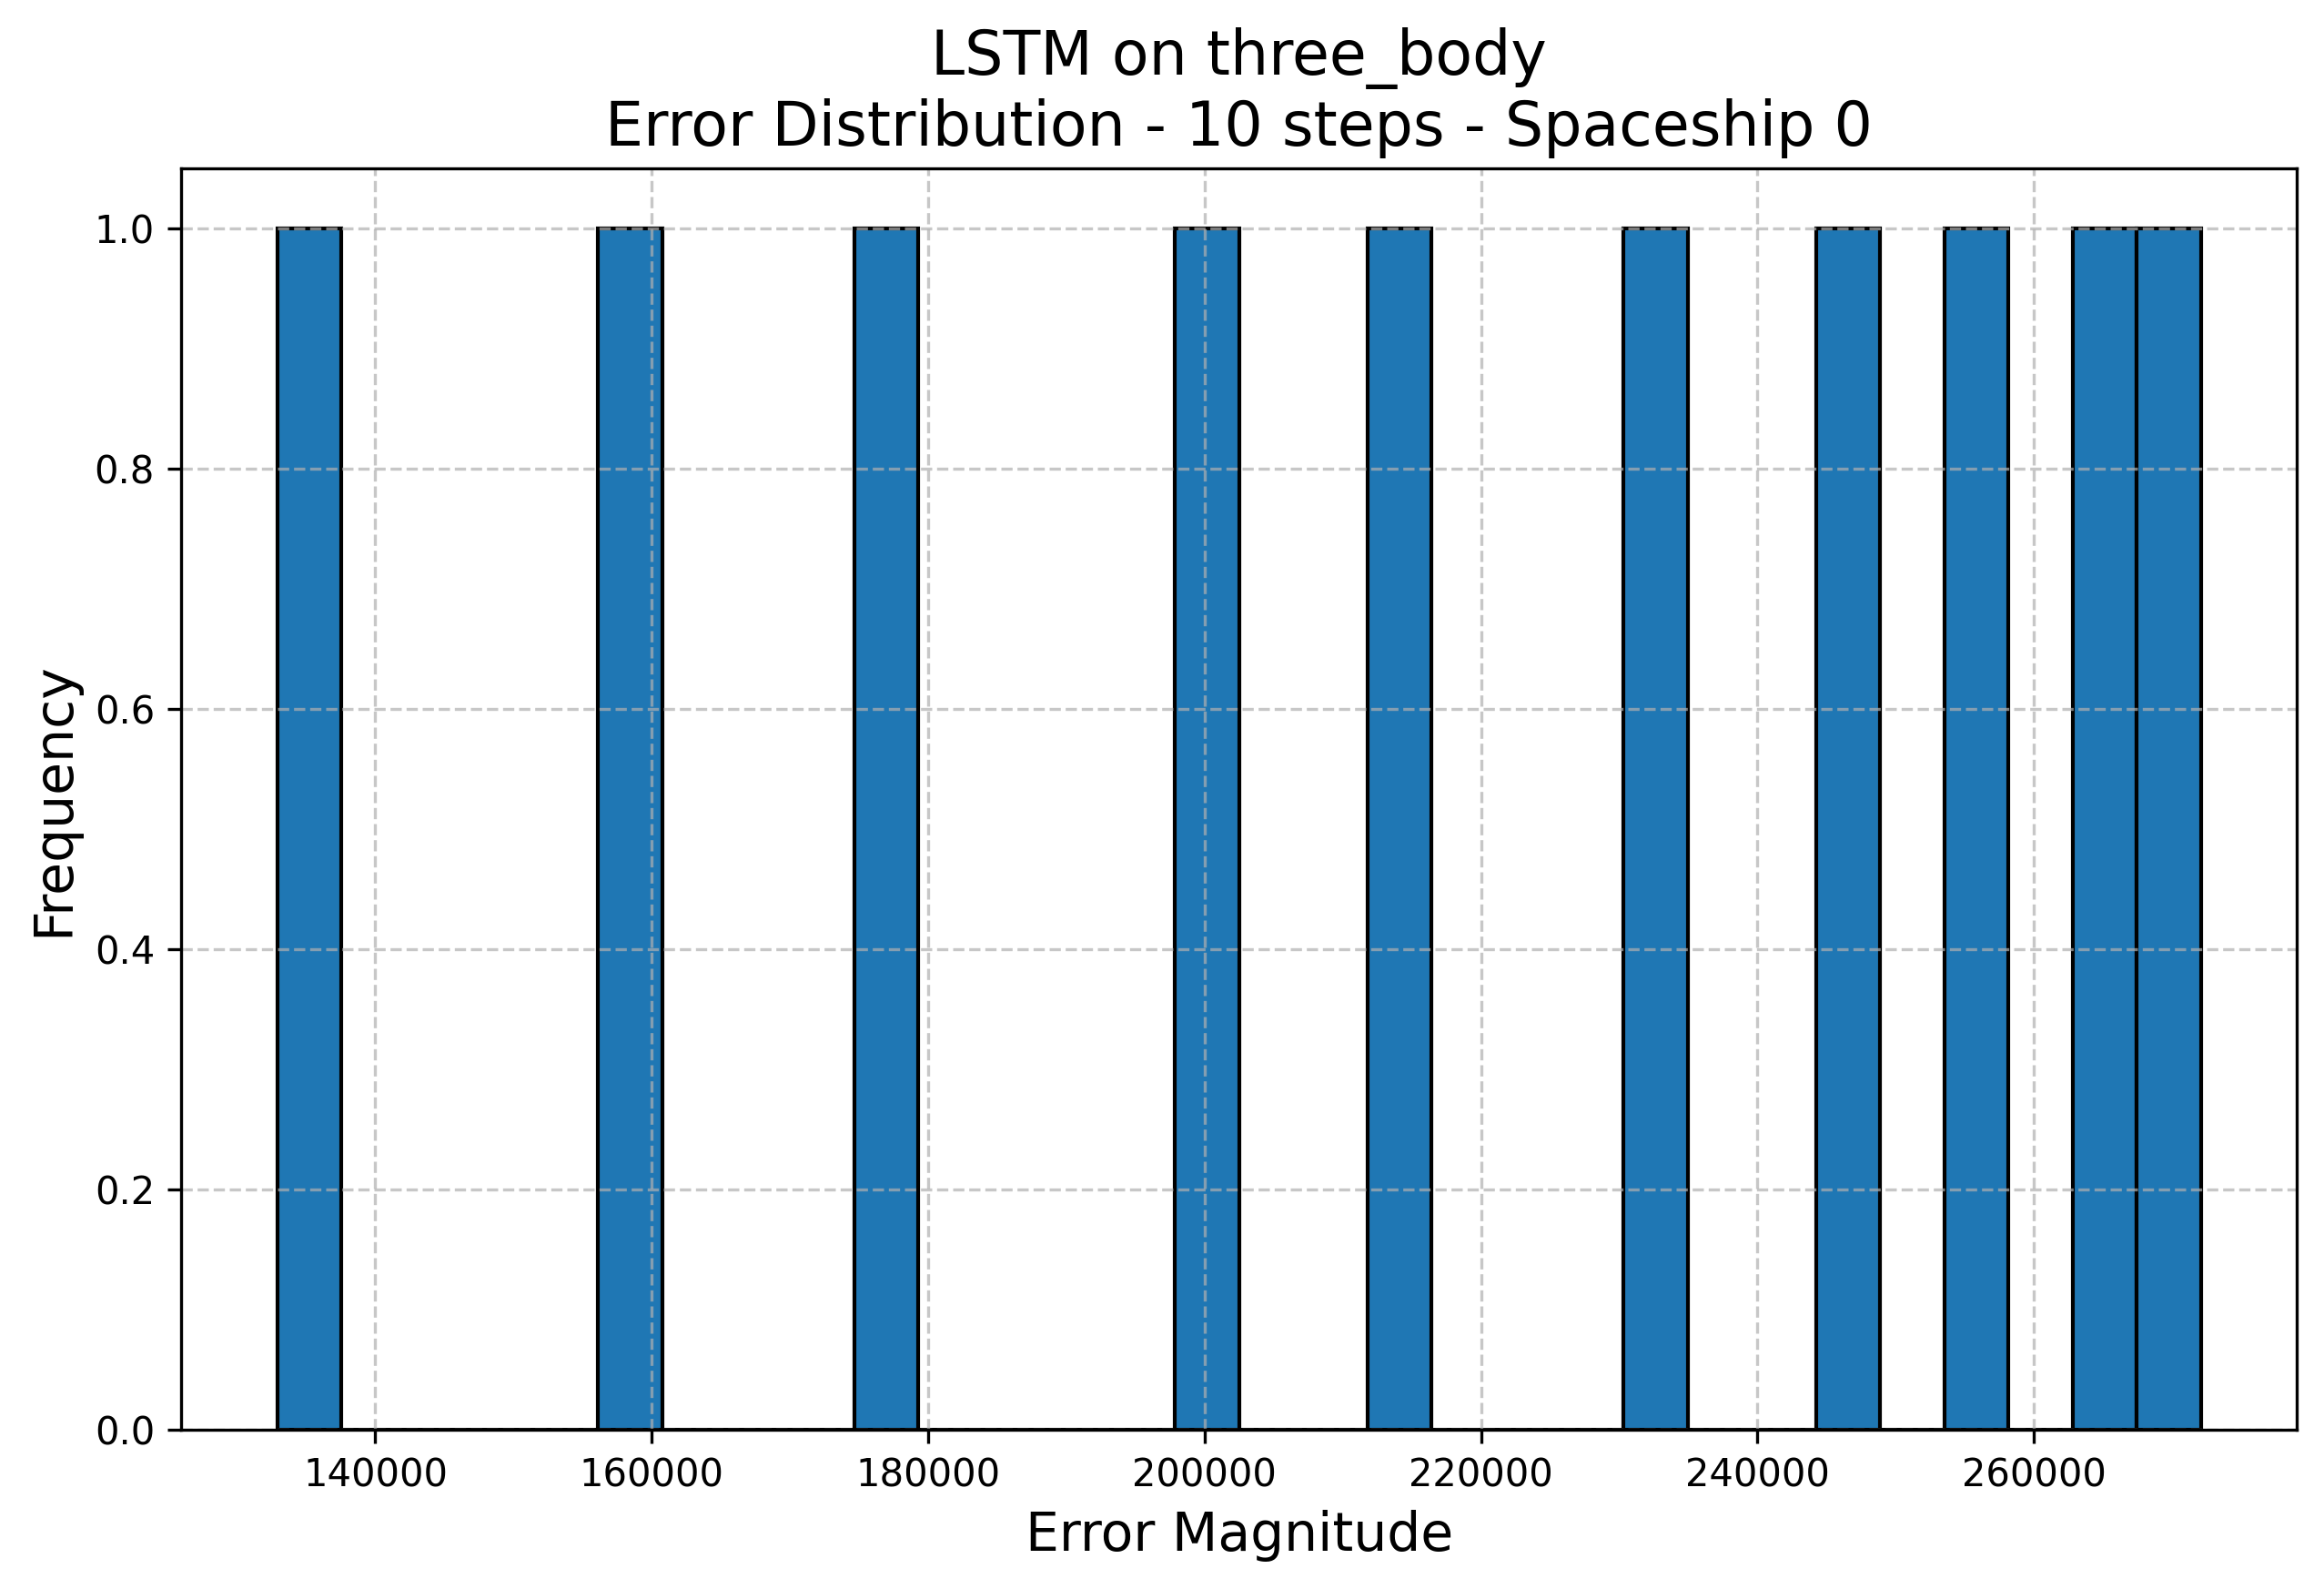 LSTM on three_body
Error Distribution - 10 steps - Spaceship 0
Frequency
1.0
0.8
0.6
0.4
0.2
0.0
140000 160000 180000 200000 220000 240000 260000
Error Magnitude